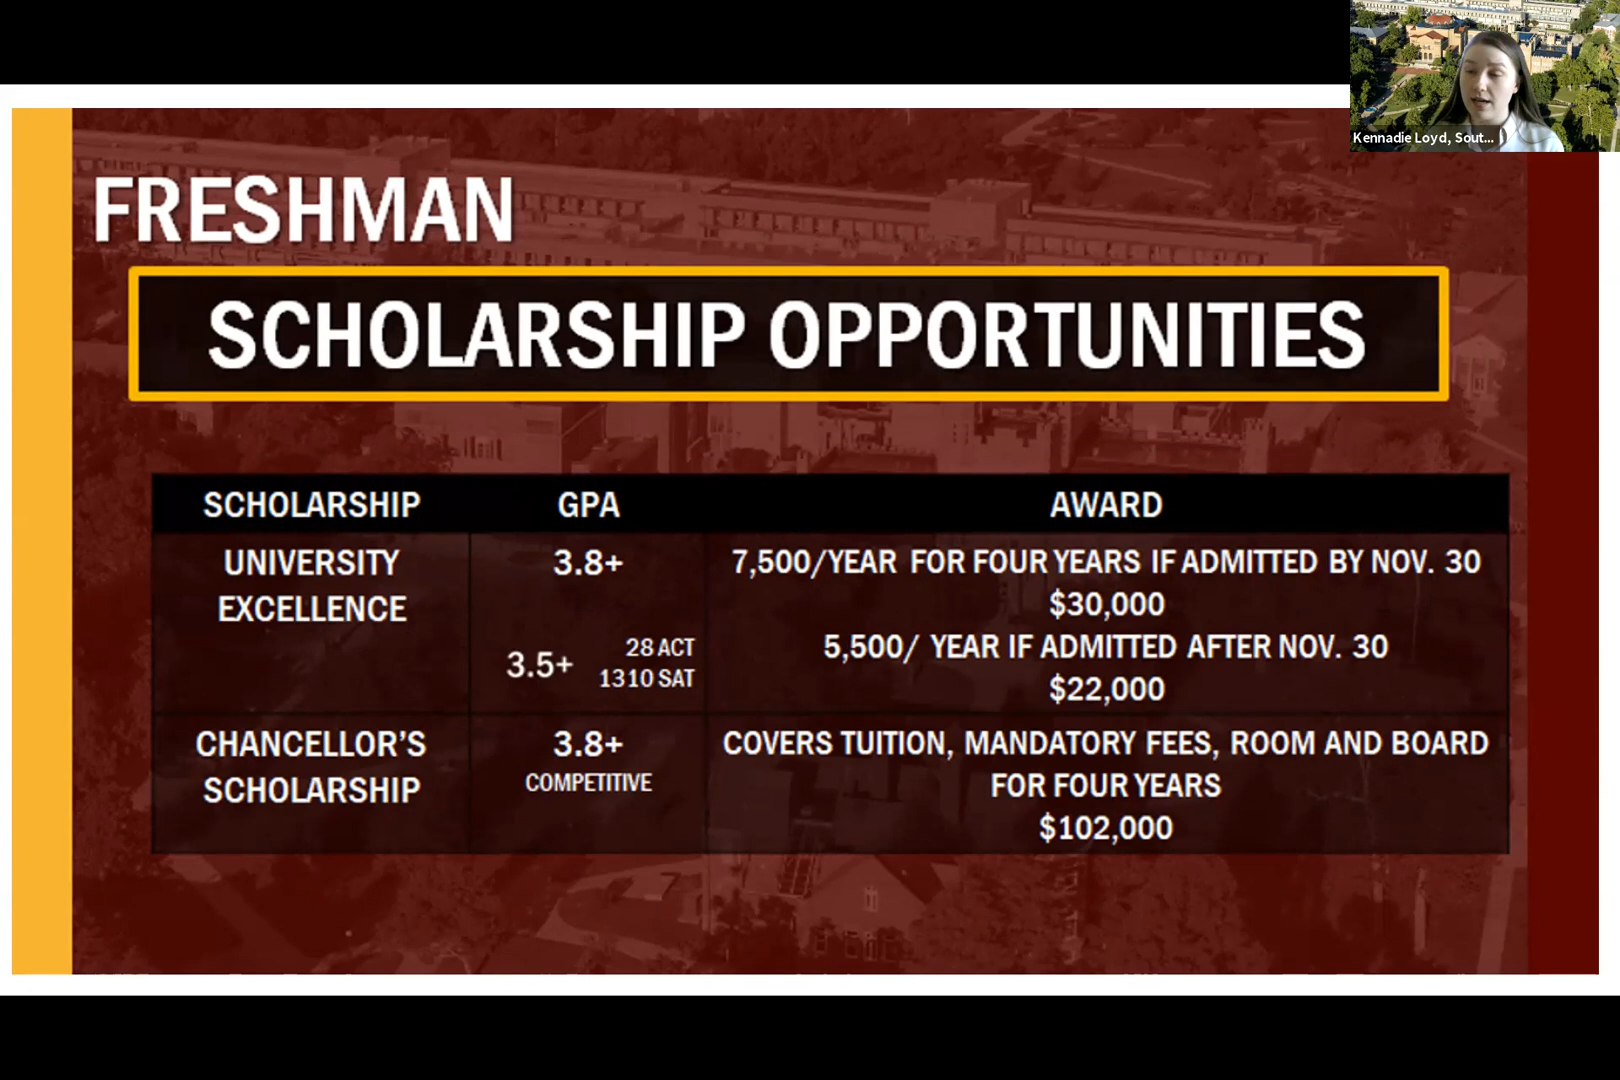 Kennadie Loyd, Sout...
FRESHMAN
SCHOLARSHIP OPPORTUNITIES
SCHOLARSHIP GPA AWARD
UNIVERSITY
EXCELLENCE
3.8+
3.5+
28 ACT
1310 SAT
7,500/YEAR FOR FOUR YEARS IF ADMITTED BY NOV. 30
$30,000
5,500/ YEAR IF ADMITTED AFTER NOV. 30
$22,000
CHANCELLOR'S
SCHOLARSHIP
3.8+
COMPETITIVE
COVERS TUITION, MANDATORY FEES, ROOM AND BOARD
FOR FOUR YEARS
$102,000